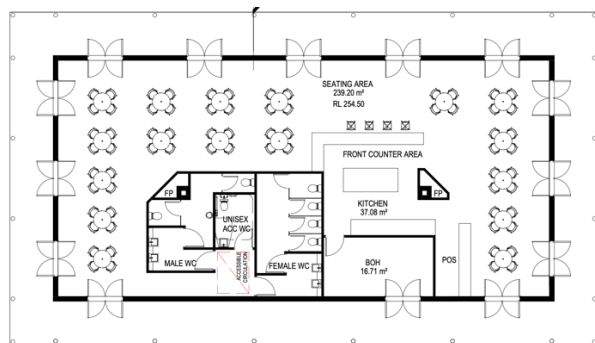 SEATING AREA
239.20 m²
RL 254.50
FRONT COUNTER AREA
FP
FP
KITCHEN
37.08 m²
UNISEX
ACC WC
MALE WC
ACCESSIBLE
CIRCULATION
FEMALE WC
BOH
16.71 m²
POS